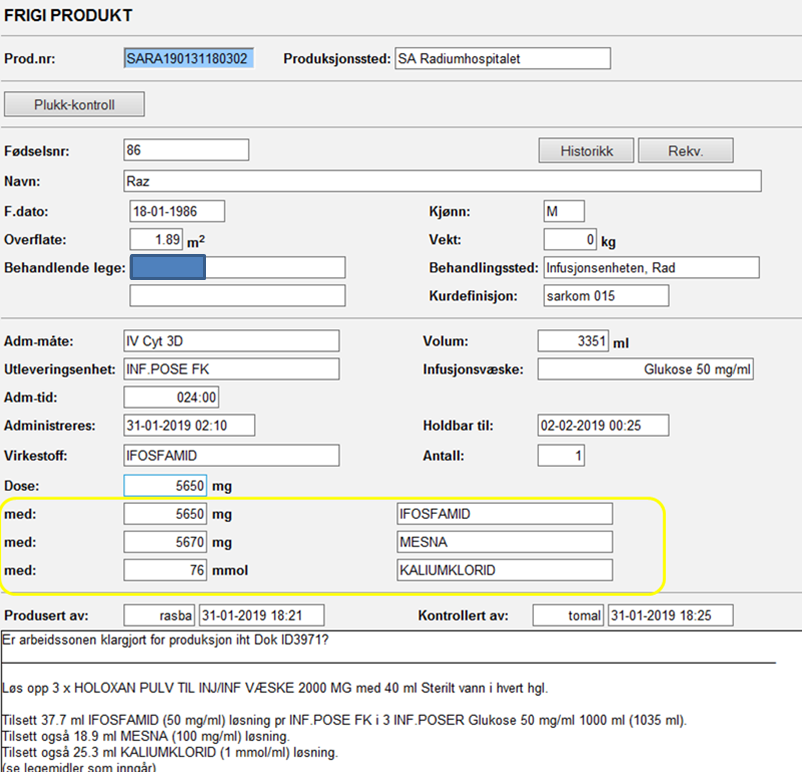 FRIGI PRODUKT
Prod.nr: SARA190131180302 Produksjonssted: SA Radiumhospitalet
Plukk-kontroll
Fødselsnr: 86 Historikk Rekv.
Navn: Raz
F.dato: 18-01-1986 Kjønn: M
Overflate: 1.89 m² Vekt: 0 kg
Behandlende lege: Behandlingssted: Infusjonsenheten, Rad
Kurdefinisjon: sarkom 015
Adm-måte: IV Cyt 3D Volum: 3351 ml
Utleveringsenhet: INF.POSE FK Infusjonsvæske: Glukose 50 mg/ml
Adm-tid: 024:00
Administreres: 31-01-2019 02:10 Holdbar til: 02-02-2019 00:25
Virkestoff: IFOSFAMID Antall: 1
Dose: 5650 mg
med: 5650 mg IFOSFAMID
med: 5670 mg MESNA
med: 76 mmol KALIUMKLORID
Produsert av: rasba 31-01-2019 18:21 Kontrollert av: tomal 31-01-2019 18:25
Er arbeidssonen klargjort for produksjon iht Dok ID3971?
Løs opp 3 x HOLOXAN PULV TIL INJ/INF VÆSKE 2000 MG med 40 ml Sterilt vann i hvert hgl.
Tilsett 37.7 ml IFOSFAMID (50 mg/ml) løsning pr INF.POSE FK i 3 INF.POSER Glukose 50 mg/ml 1000 ml (1035 ml).
Tilsett også 18.9 ml MESNA (100 mg/ml) løsning.
Tilsett også 25.3 ml KALIUMKLORID (1 mmol/ml) løsning.
(se legemidler som inngår)